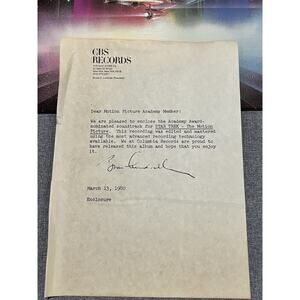 CBS
RECORDS
Dear Motion Picture Academy Member:
We are pleased to enclose the Academy Award-
nominated soundtrack for STAR TREK - The Motion
Picture. This recording was edited and mastered
using the most advanced recording technology
available. We at Columbia Records are proud to
have released this album and hope that you enjoy
it.
March 13, 1980
Enclosure